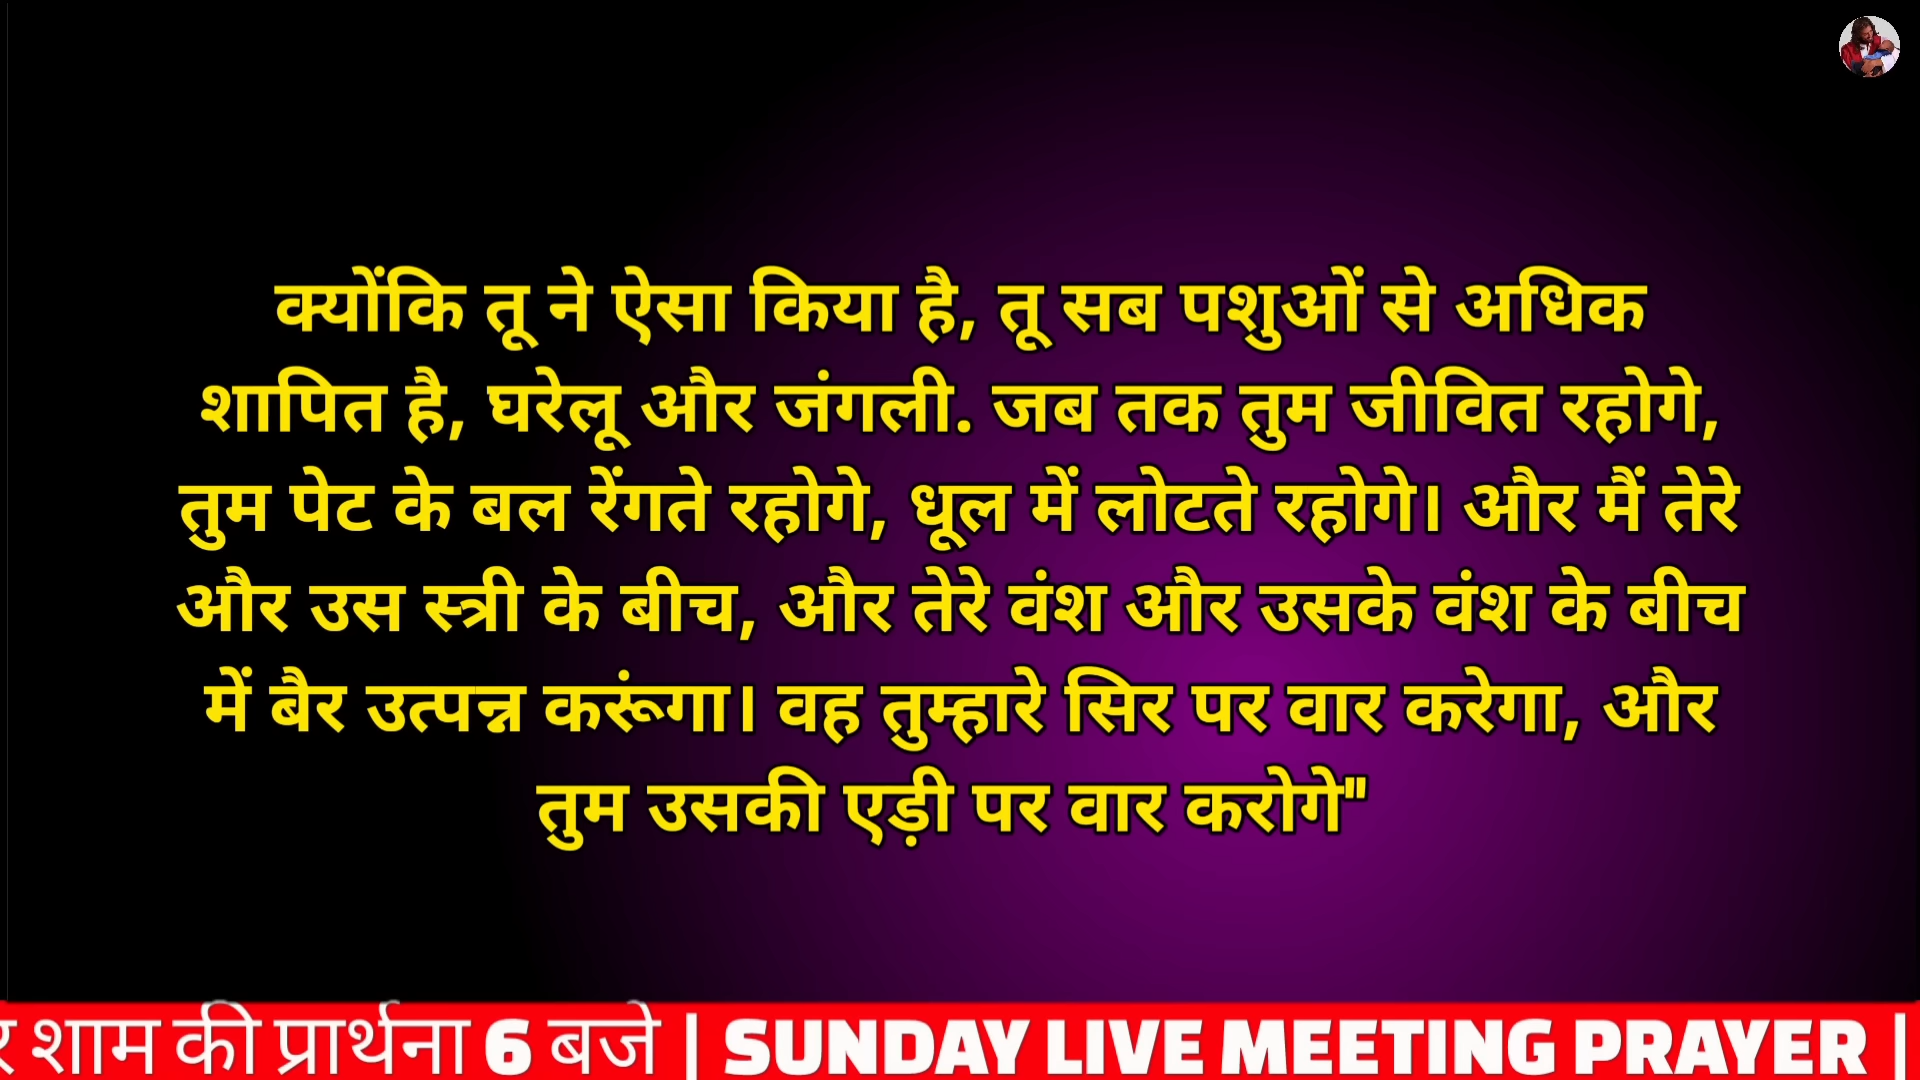 क्योंकि तू ने ऐसा किया है, तू सब पशुओं से अधिक
शापित है, घरेलू और जंगली. जब तक तुम जीवित रहोगे,
तुम पेट के बल रेंगते रहोगे, धूल में लोटते रहोगे। और मैं तेरे
और उस स्त्री के बीच, और तेरे वंश और उसके वंश के बीच
में बैर उत्पन्न करूंगा। वह तुम्हारे सिर पर वार करेगा, और
तुम उसकी एड़ी पर वार करोगे"
शाम की प्रार्थना 6 बजे | SUNDAY LIVE MEETING PRAYER |